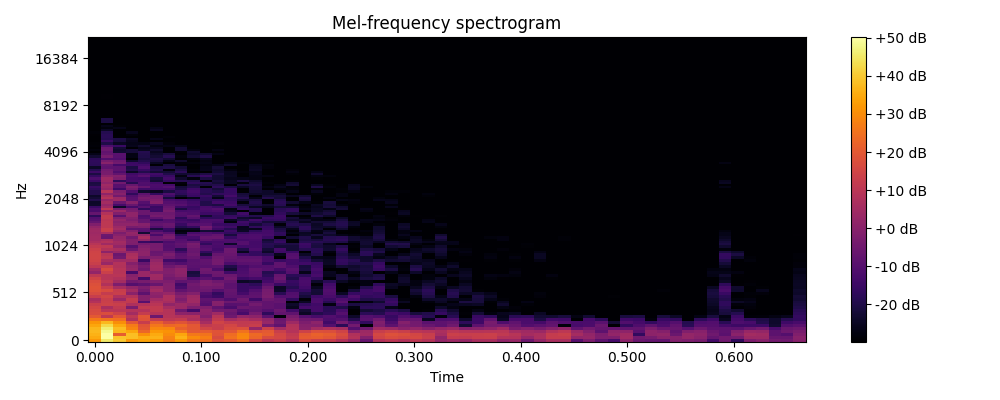 Mel-frequency spectrogram
Hz
16384
8192
4096
2048
1024
512
0
0.000 0.100 0.200 0.300 0.400 0.500 0.600
Time
+50 dB
+40 dB
+30 dB
+20 dB
+10 dB
+0 dB
-10 dB
-20 dB